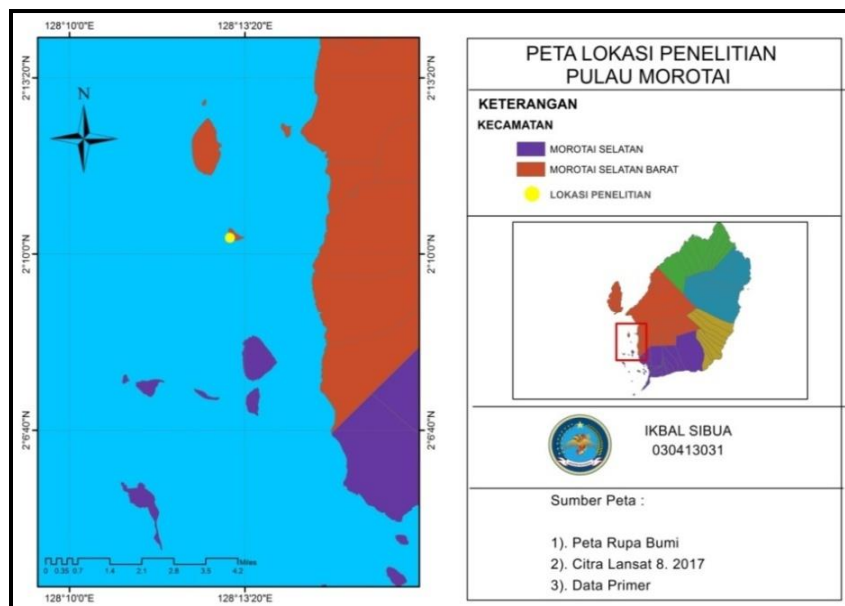 128°10'0"E
128°13'20"E
2°13'20"N
2°13'20"N
N
2°10'0"N
2°10'0"N
2°6'40"N
2°6'40"N
0 0.35 0.7 1.4 2.1 2.8 3.5 4.2
Miles
128°10'0"E
128°13'20"E
PETA LOKASI PENELITIAN
PULAU MOROTAI
KETERANGAN
KECAMATAN
MOROTAI SELATAN
MOROTAI SELATAN BARAT
LOKASI PENELITIAN
IKBAL SIBUA
030413031
Sumber Peta :
1). Peta Rupa Bumi
2). Citra Lansat 8. 2017
3). Data Primer